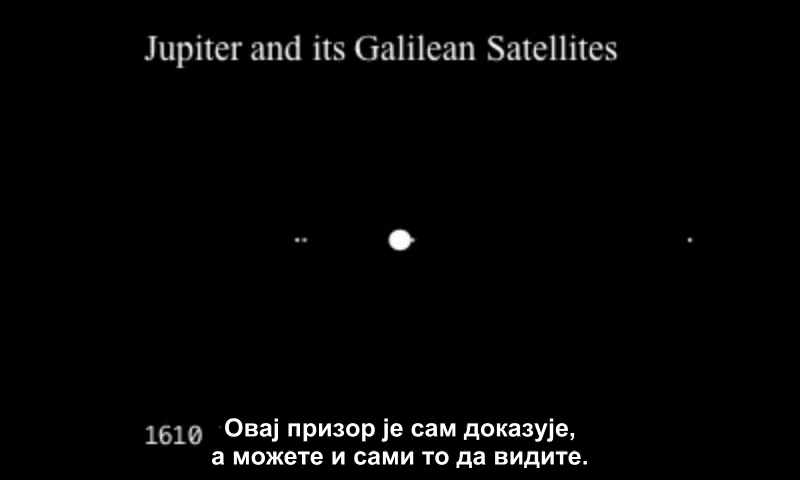 Jupiter and its Galilean Satellites
1610
Овај призор је сам доказује,
а можете и сами то да видите.